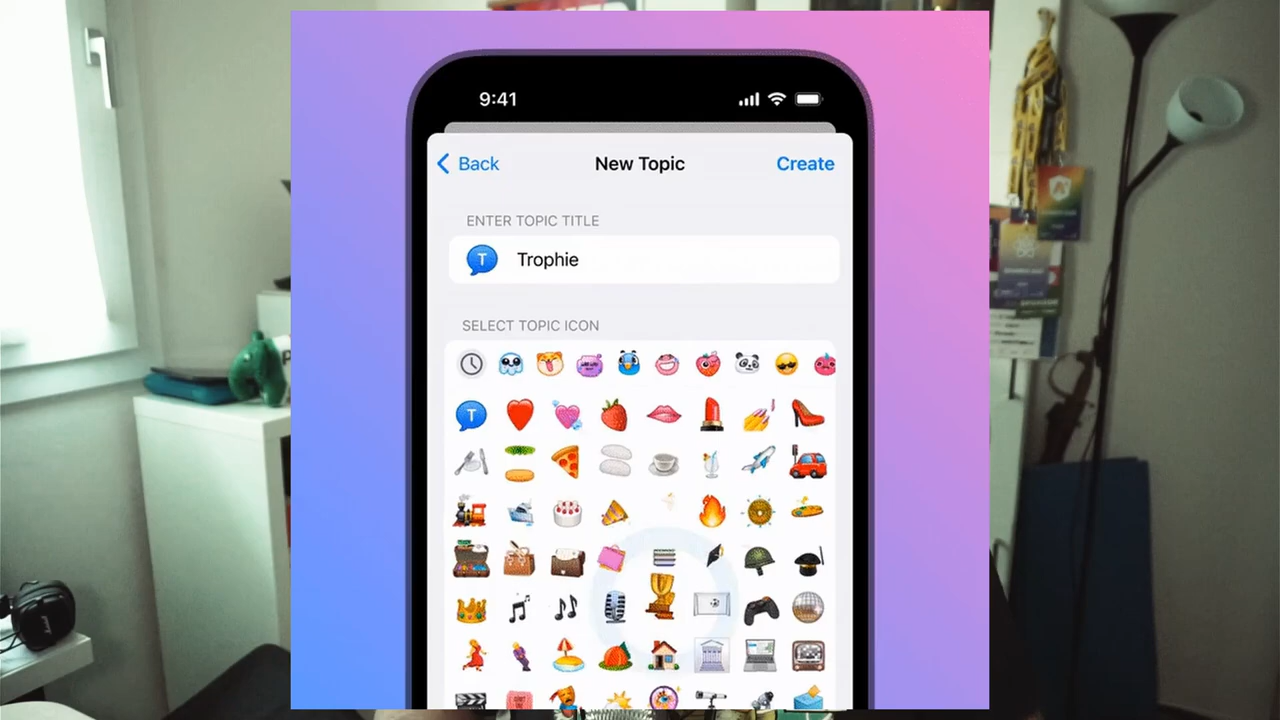 9:41
Back
New Topic
Create
ENTER TOPIC TITLE
T
Trophie
SELECT TOPIC ICON
T